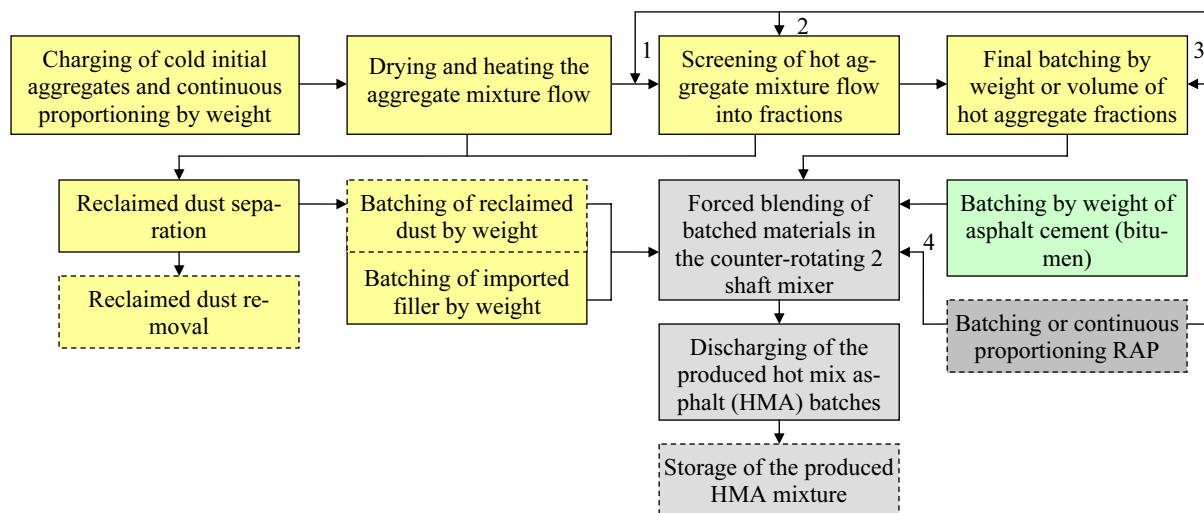 Charging of cold initial
aggregates and continuous
proportioning by weight
Drying and heating the
aggregate mixture flow
1
2
Screening of hot ag-
gregate mixture flow
into fractions
Final batching by
weight or volume of
hot aggregate fractions
3
Reclaimed dust sepa-
ration
Batching of reclaimed
dust by weight
Batching of imported
filler by weight
Forced blending of
batched materials in
the counter-rotating 2
shaft mixer
Batching by weight of
asphalt cement (bitu-
men)
4
Reclaimed dust re-
moval
Batching or continuous
proportioning RAP
Discharging of the
produced hot mix as-
phalt (HMA) batches
Storage of the produced
HMA mixture